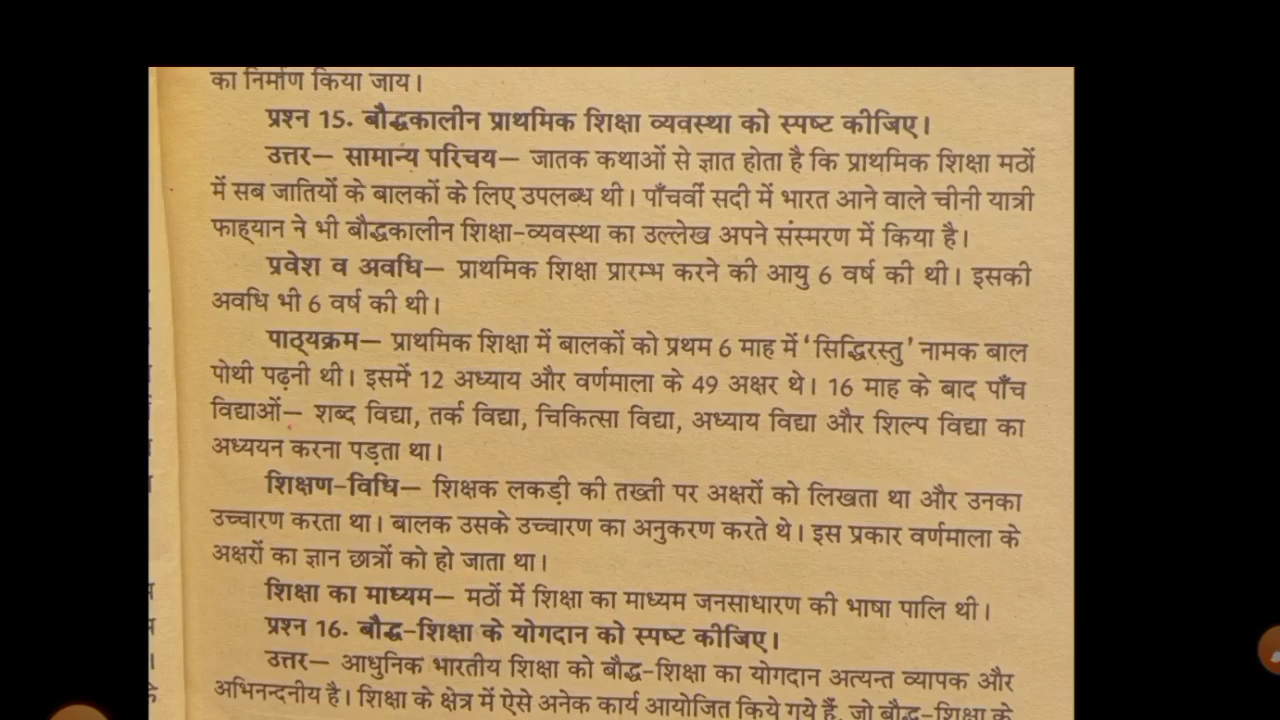 का निर्माण किया जाय।
प्रश्न 15. बौद्धकालीन प्राथमिक शिक्षा व्यवस्था को स्पष्ट कीजिए।
उत्तर— सामान्य परिचय— जातक कथाओं से ज्ञात होता है कि प्राथमिक शिक्षा मठों
में सब जातियों के बालकों के लिए उपलब्ध थी। पाँचवीं सदी में भारत आने वाले चीनी यात्री
फाह्यान ने भी बौद्धकालीन शिक्षा-व्यवस्था का उल्लेख अपने संस्मरण में किया है।
प्रवेश व अवधि— प्राथमिक शिक्षा प्रारम्भ करने की आयु 6 वर्ष की थी। इसकी
अवधि भी 6 वर्ष की थी।
पाठ्यक्रम— प्राथमिक शिक्षा में बालकों को प्रथम 6 माह में ‘सिद्धिरस्तु’ नामक बाल
पोथी पढ़नी थी। इसमें 12 अध्याय और वर्णमाला के 49 अक्षर थे। 16 माह के बाद पाँच
विद्याओं— शब्द विद्या, तर्क विद्या, चिकित्सा विद्या, अध्याय विद्या और शिल्प विद्या का
अध्ययन करना पड़ता था।
शिक्षण-विधि— शिक्षक लकड़ी की तख्ती पर अक्षरों को लिखता था और उनका
उच्चारण करता था। बालक उसके उच्चारण का अनुकरण करते थे। इस प्रकार वर्णमाला के
अक्षरों का ज्ञान छात्रों को हो जाता था।
शिक्षा का माध्यम— मठों में शिक्षा का माध्यम जनसाधारण की भाषा पालि थी।
प्रश्न 16. बौद्ध-शिक्षा के योगदान को स्पष्ट कीजिए।
उत्तर— आधुनिक भारतीय शिक्षा को बौद्ध-शिक्षा का योगदान अत्यन्त व्यापक और
अभिनन्दनीय है। शिक्षा के क्षेत्र में ऐसे अनेक कार्य आयोजित किये गये हैं, जो बौद्ध-शिक्षा के